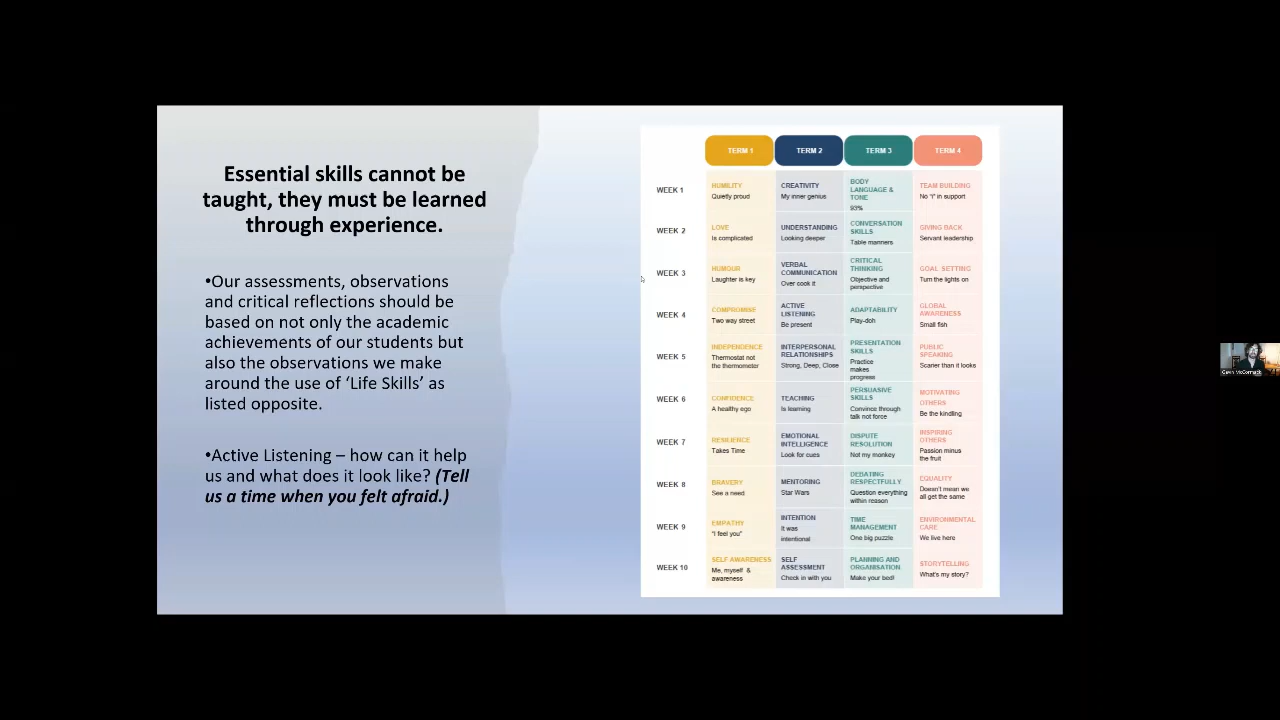 Essential skills cannot be
taught, they must be learned
through experience.
•Our assessments, observations
and critical reflections should be
based on not only the academic
achievements of our students but
also the observations we make
around the use of ‘Life Skills’ as
listed opposite.
•Active Listening – how can it help
us and what does it look like? (Tell
us a time when you felt afraid.)
TERM 1
TERM 2
TERM 3
TERM 4
WEEK 1
HUMILITY
Quietly proud
CREATIVITY
My inner genius
BODY
LANGUAGE &
TONE
93%
TEAM BUILDING
No "I" in support
WEEK 2
LOVE
Is complicated
UNDERSTANDING
Looking deeper
CONVERSATION
SKILLS
Table manners
GIVING BACK
Servant leadership
WEEK 3
HUMOUR
Laughter is key
VERBAL
COMMUNICATION
Over cook it
CRITICAL
THINKING
Objective and
perspective
GOAL SETTING
Turn the lights on
WEEK 4
COMPROMISE
Two way street
ACTIVE
LISTENING
Be present
ADAPTABILITY
Play-doh
GLOBAL
AWARENESS
Small fish
WEEK 5
INDEPENDENCE
Thermostat not
the thermometer
INTERPERSONAL
RELATIONSHIPS
Strong, Deep, Close
PRESENTATION
SKILLS
Practice
makes
progress
PUBLIC
SPEAKING
Scarier than it looks
WEEK 6
CONFIDENCE
A healthy ego
TEACHING
Is learning
PERSUASIVE
SKILLS
Convince through
talk not force
MOTIVATING
OTHERS
Be the kindling
WEEK 7
RESILIENCE
Takes Time
EMOTIONAL
INTELLIGENCE
Look for cues
DISPUTE
RESOLUTION
Not my monkey
INSPIRING
OTHERS
Passion minus
the fruit
WEEK 8
BRAVERY
See a need
MENTORING
Star Wars
DEBATING
RESPECTFULLY
Question everything
within reason
EQUALITY
Doesn't mean we
all get the same
WEEK 9
EMPATHY
"I feel you"
INTENTION
It was
intentional
TIME
MANAGEMENT
One big puzzle
ENVIRONMENTAL
CARE
We live here
WEEK 10
SELF AWARENESS
Me, myself &
awareness
SELF
ASSESSMENT
Check in with you
PLANNING AND
ORGANISATION
Make your bed!
STORYTELLING
What's my story?
Gavin McCormack